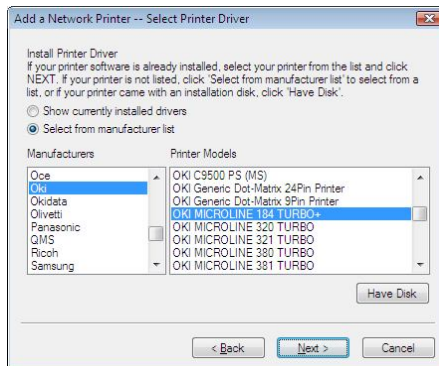 Add a Network Printer -- Select Printer Driver
Install Printer Driver
If your printer software is already installed, select your printer from the list and click
NEXT. If your printer is not listed, click 'Select from manufacturer list' to select from a
list, or if your printer came with an installation disk, click 'Have Disk'.
Show currently installed drivers
Select from manufacturer list
Manufacturers
Oce
Oki
Okidata
Olivetti
Panasonic
QMS
Ricoh
Samsung
Printer Models
OKI C9500 PS (MS)
OKI Generic Dot-Matrix 24Pin Printer
OKI Generic Dot-Matrix 9Pin Printer
OKI MICROLINE 184 TURBO+
OKI MICROLINE 320 TURBO
OKI MICROLINE 321 TURBO
OKI MICROLINE 380 TURBO
OKI MICROLINE 381 TURBO
Have Disk
< Back
Next >
Cancel